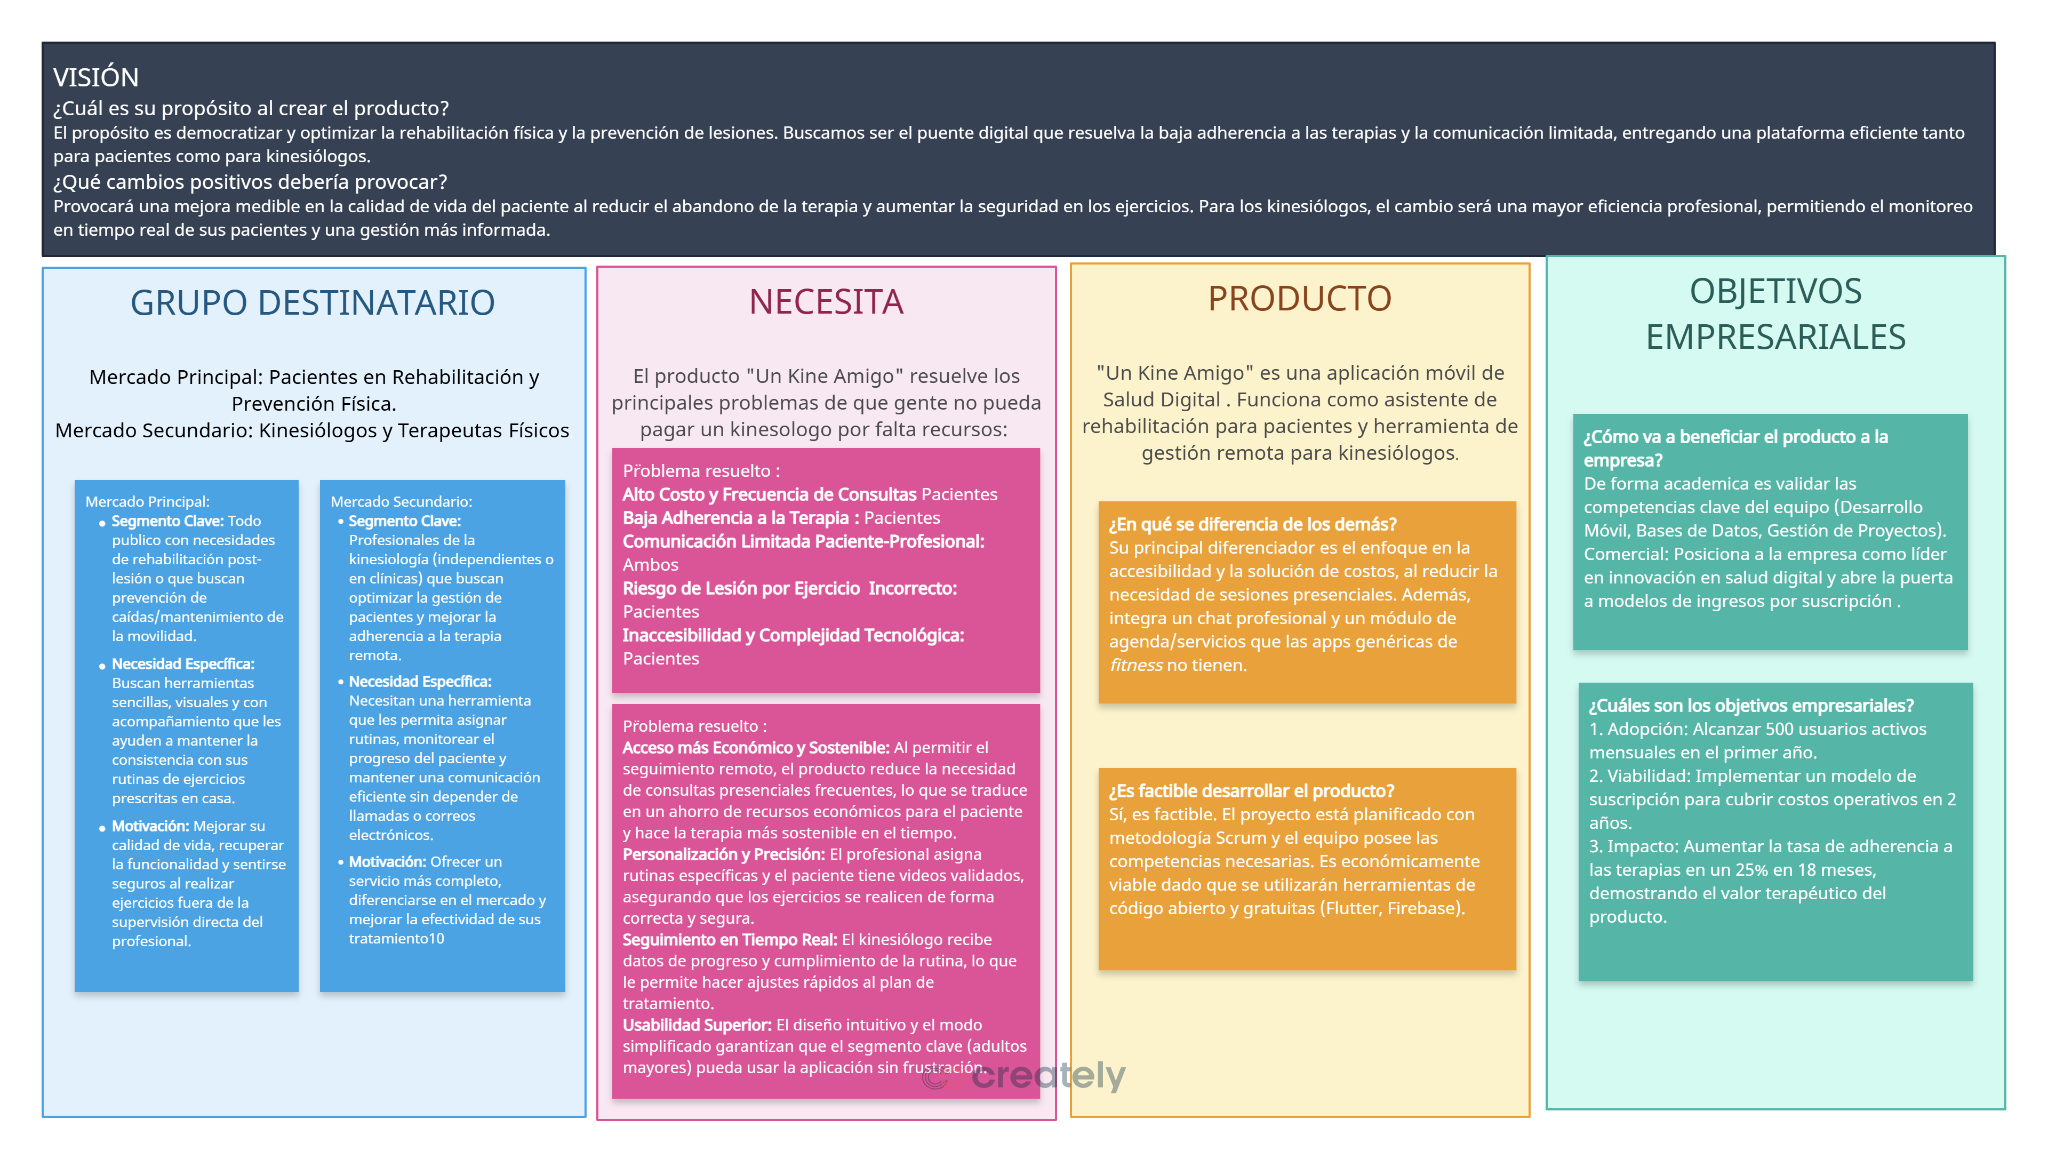 VISIÓN
¿Cuál es su propósito al crear el producto?
El propósito es democratizar y optimizar la rehabilitación física y la prevención de lesiones. Buscamos ser el puente digital que resuelva la baja adherencia a las terapias y la comunicación limitada, entregando una plataforma eficiente tanto
para pacientes como para kinesiólogos.
¿Qué cambios positivos debería provocar?
Provocará una mejora medible en la calidad de vida del paciente al reducir el abandono de la terapia y aumentar la seguridad en los ejercicios. Para los kinesiólogos, el cambio será una mayor eficiencia profesional, permitiendo el monitoreo
en tiempo real de sus pacientes y una gestión más informada.
GRUPO DESTINATARIO
Mercado Principal: Pacientes en Rehabilitación y
Prevención Física.
Mercado Secundario: Kinesiólogos y Terapeutas Físicos
Mercado Principal:
• Segmento Clave: Todo
publico con necesidades
de rehabilitación post-
lesión o que buscan
prevención de
caídas/mantenimiento de
la movilidad.
• Necesidad Específica:
Buscan herramientas
sencillas, visuales y con
acompañamiento que les
ayuden a mantener la
consistencia con sus
rutinas de ejercicios
prescritas en casa.
• Motivación: Mejorar su
calidad de vida, recuperar
la funcionalidad y sentirse
seguros al realizar
ejercicios fuera de la
supervisión directa del
profesional.
Mercado Secundario:
• Segmento Clave:
Profesionales de la
kinesiología (independientes o
en clínicas) que buscan
optimizar la gestión de
pacientes y mejorar la
adherencia a la terapia
remota.
• Necesidad Específica:
Necesitan una herramienta
que les permita asignar
rutinas, monitorear el
progreso del paciente y
mantener una comunicación
eficiente sin depender de
llamadas o correos
electrónicos.
• Motivación: Ofrecer un
servicio más completo,
diferenciarse en el mercado y
mejorar la efectividad de sus
tratamiento10
NECESITA
El producto "Un Kine Amigo" resuelve los
principales problemas de que gente no pueda
pagar un kinesologo por falta recursos:
Problema resuelto :
Alto Costo y Frecuencia de Consultas Pacientes
Baja Adherencia a la Terapia : Pacientes
Comunicación Limitada Paciente-Profesional:
Ambos
Riesgo de Lesión por Ejercicio  Incorrecto:
Pacientes
Inaccesibilidad y Complejidad Tecnológica:
Pacientes
Problema resuelto :
Acceso más Económico y Sostenible: Al permitir el
seguimiento remoto, el producto reduce la necesidad
de consultas presenciales frecuentes, lo que se traduce
en un ahorro de recursos económicos para el paciente
y hace la terapia más sostenible en el tiempo.
Personalización y Precisión: El profesional asigna
rutinas específicas y el paciente tiene videos validados,
asegurando que los ejercicios se realicen de forma
correcta y segura.
Seguimiento en Tiempo Real: El kinesiólogo recibe
datos de progreso y cumplimiento de la rutina, lo que
le permite hacer ajustes rápidos al plan de
tratamiento.
Usabilidad Superior: El diseño intuitivo y el modo
simplificado garantizan que el segmento clave (adultos
mayores) pueda usar la aplicación sin frustración.
creately
PRODUCTO
"Un Kine Amigo" es una aplicación móvil de
Salud Digital . Funciona como asistente de
rehabilitación para pacientes y herramienta de
gestión remota para kinesiólogos.
¿En qué se diferencia de los demás?
Su principal diferenciador es el enfoque en la
accesibilidad y la solución de costos, al reducir la
necesidad de sesiones presenciales. Además,
integra un chat profesional y un módulo de
agenda/servicios que las apps genéricas de
fitness no tienen.
¿Es factible desarrollar el producto?
Sí, es factible. El proyecto está planificado con
metodología Scrum y el equipo posee las
competencias necesarias. Es económicamente
viable dado que se utilizarán herramientas de
código abierto y gratuitas (Flutter, Firebase).
OBJETIVOS
EMPRESARIALES
¿Cómo va a beneficiar el producto a la
empresa?
De forma academica es validar las
competencias clave del equipo (Desarrollo
Móvil, Bases de Datos, Gestión de Proyectos).
Comercial: Posiciona a la empresa como líder
en innovación en salud digital y abre la puerta
a modelos de ingresos por suscripción .
¿Cuáles son los objetivos empresariales?
1. Adopción: Alcanzar 500 usuarios activos
mensuales en el primer año.
2. Viabilidad: Implementar un modelo de
suscripción para cubrir costos operativos en 2
años.
3. Impacto: Aumentar la tasa de adherencia a
las terapias en un 25% en 18 meses,
demostrando el valor terapéutico del
producto.